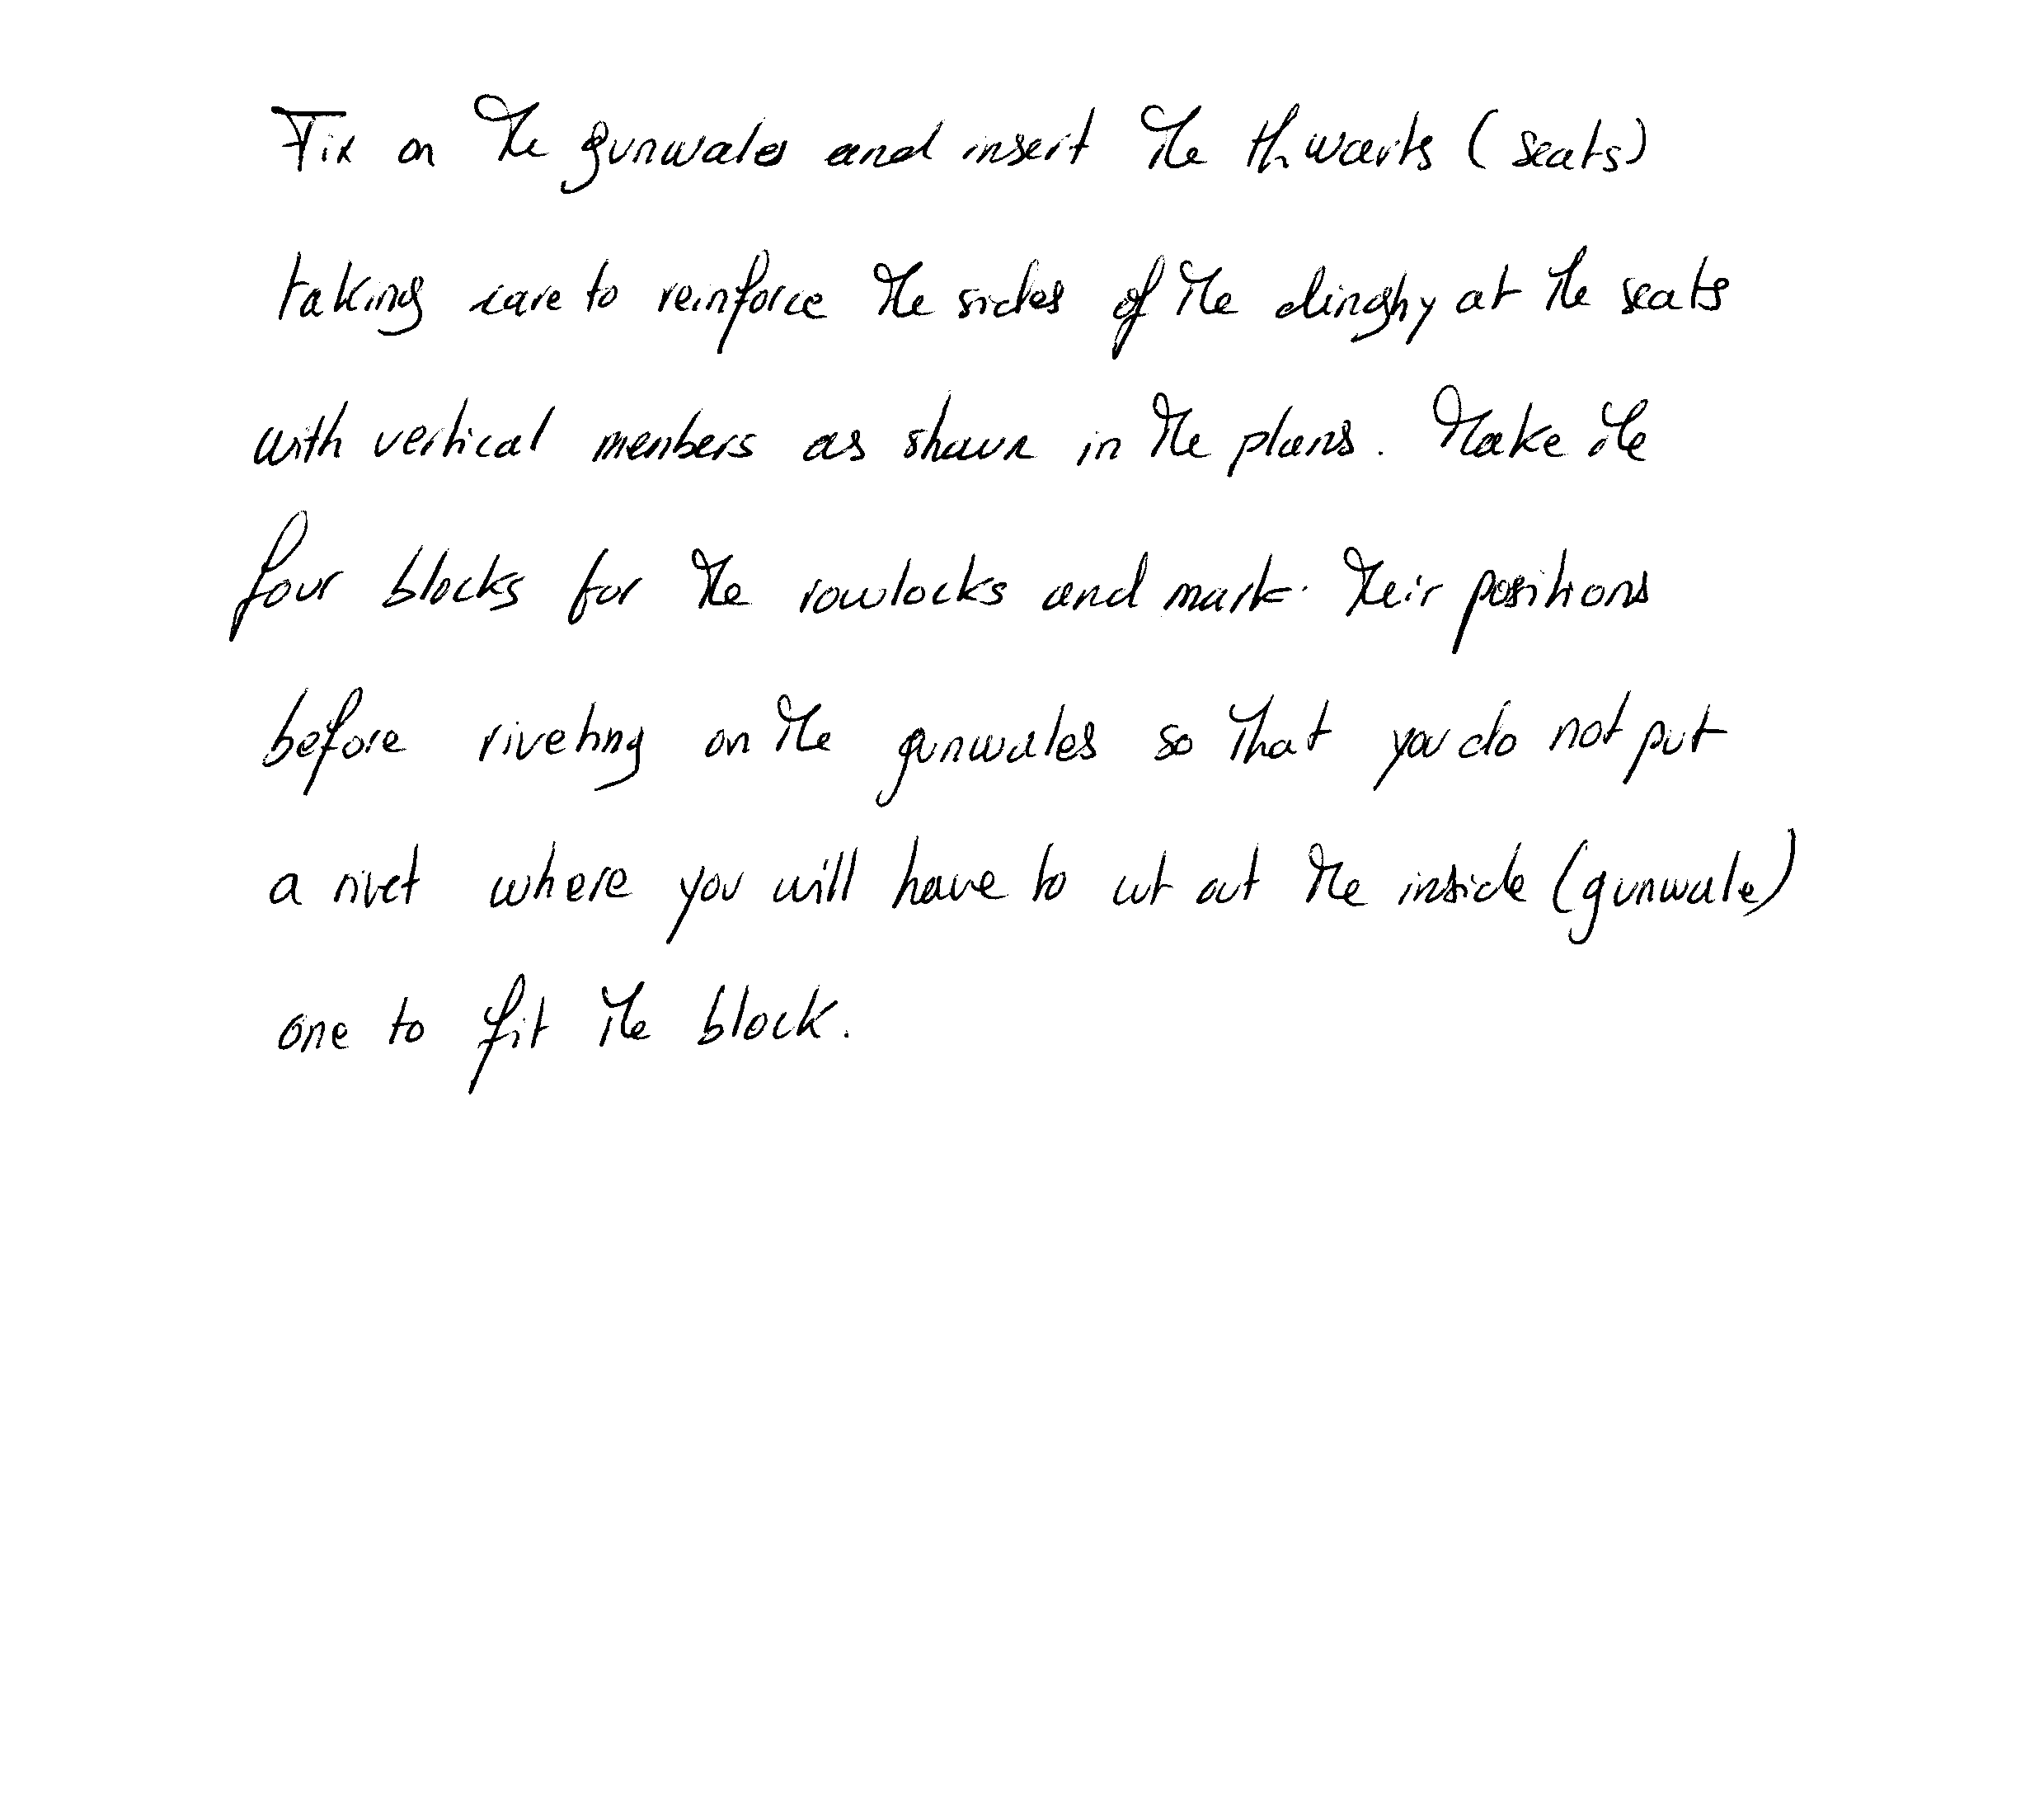 Fix on the gunwales and insert the thwarts (seats)
taking care to reinforce the sides of the dinghy at the seats
with vertical members as shown in the plans. Make the
four blocks for the rowlocks and mark their positions
before riveting on the gunwales so that you do not put
a rivet where you will have to cut out the inside (gunwale)
one to fit the block.